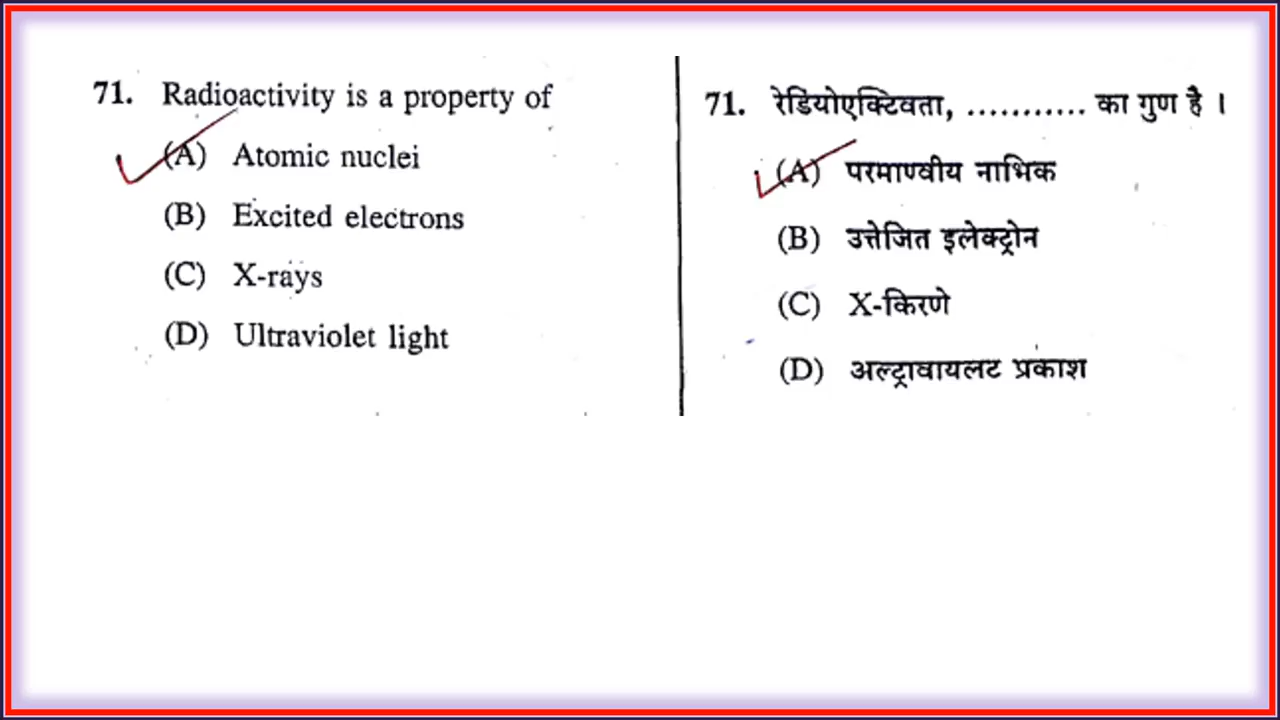 71. Radioactivity is a property of
(A) Atomic nuclei
(B) Excited electrons
(C) X-rays
(D) Ultraviolet light
71. रेडियोएक्टिवता, ........... का गुण है ।
(A) परमाण्वीय नाभिक
(B) उत्तेजित इलेक्ट्रोन
(C) X-किरणे
(D) अल्ट्रावायलट प्रकाश